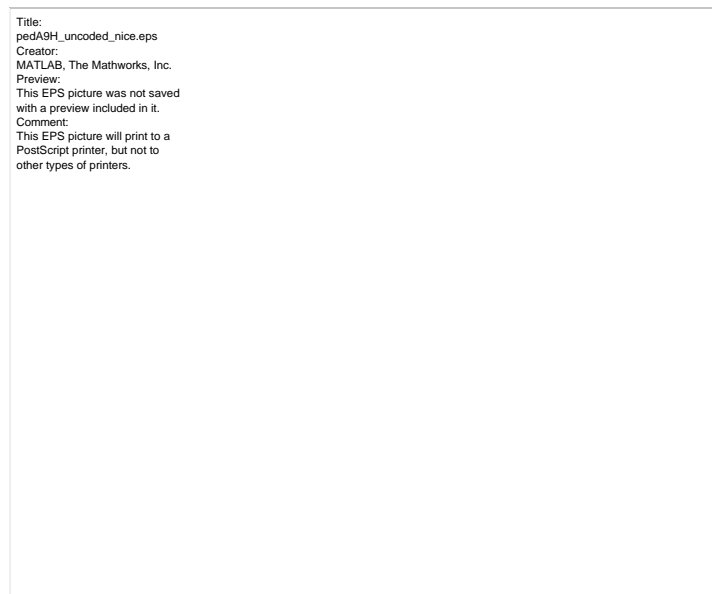 Title:
pedA9H_uncoded_nice.eps
Creator:
MATLAB, The Mathworks, Inc.
Preview:
This EPS picture was not saved
with a preview included in it.
Comment:
This EPS picture will print to a
PostScript printer, but not to
other types of printers.